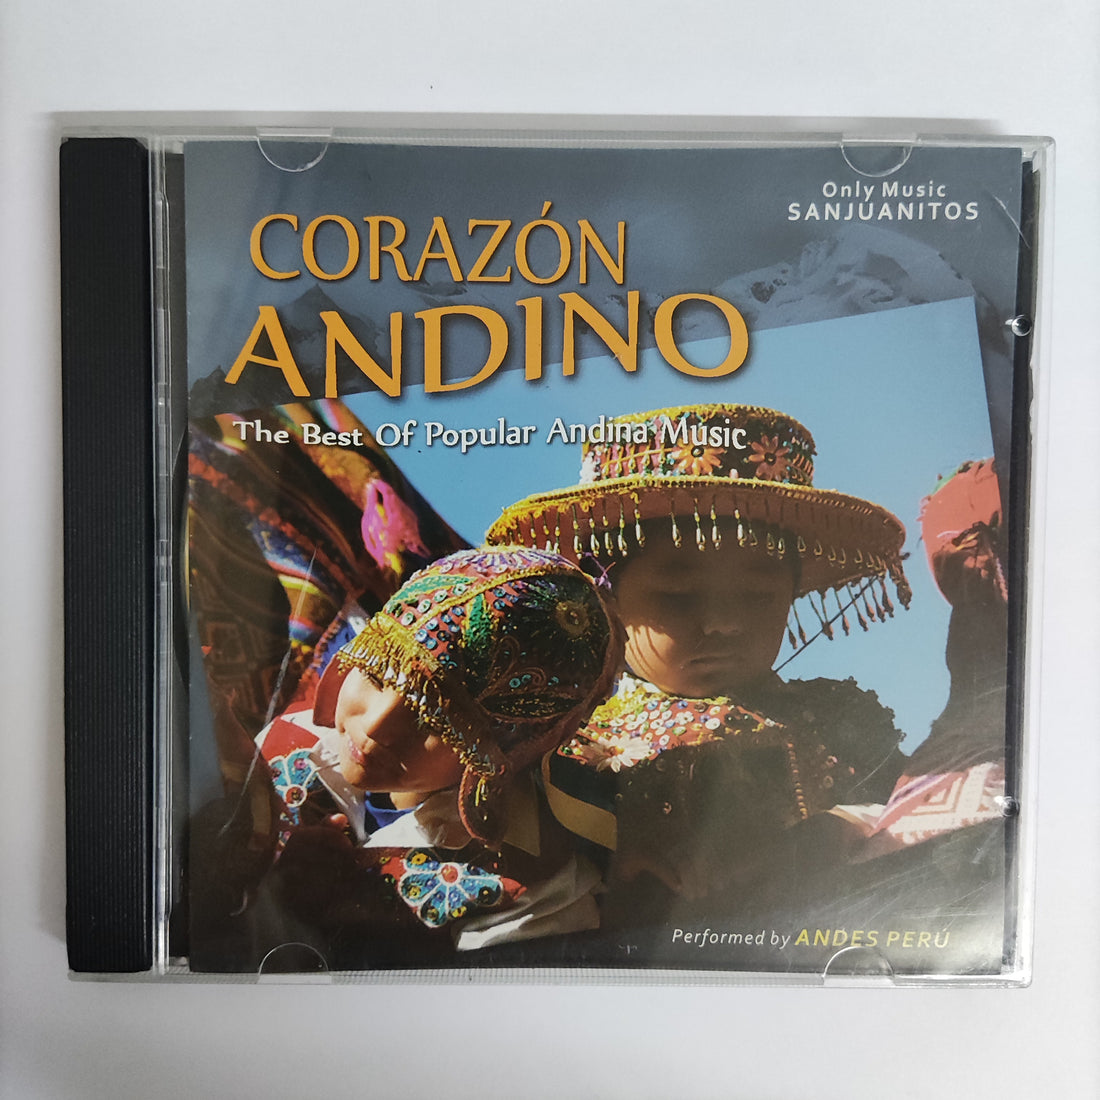 Only Music
SANJUANITOS
CORAZÓN
ANDINO
The Best Of Popular Andina Music
Performed by ANDES PERÚ